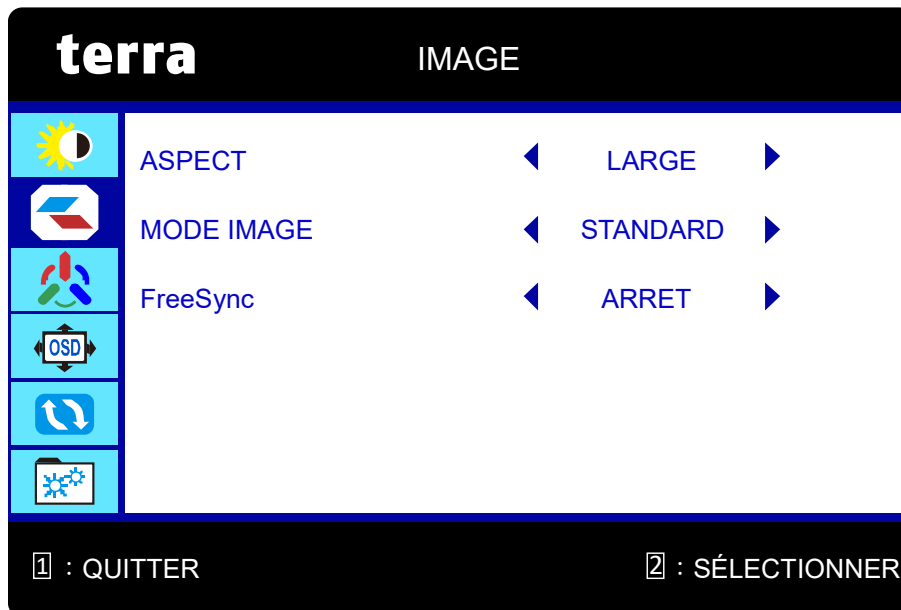 terra IMAGE
ASPECT LARGE
MODE IMAGE STANDARD
FreeSync ARRET
OSD
1 : QUITTER 2 : SÉLECTIONNER